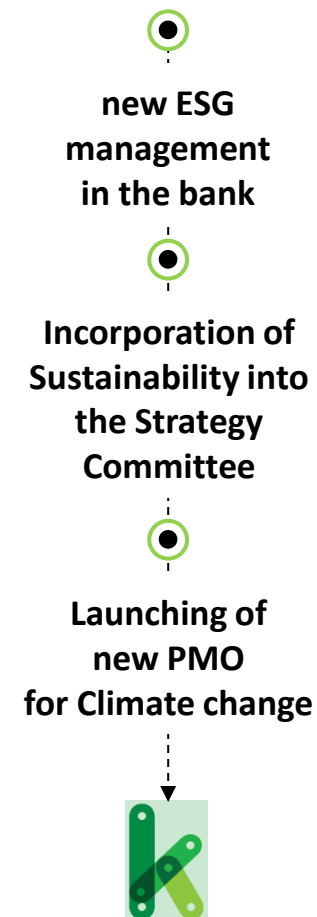 new ESG
management
in the bank
Incorporation of
Sustainability into
the Strategy
Committee
Launching of
new PMO
for Climate change